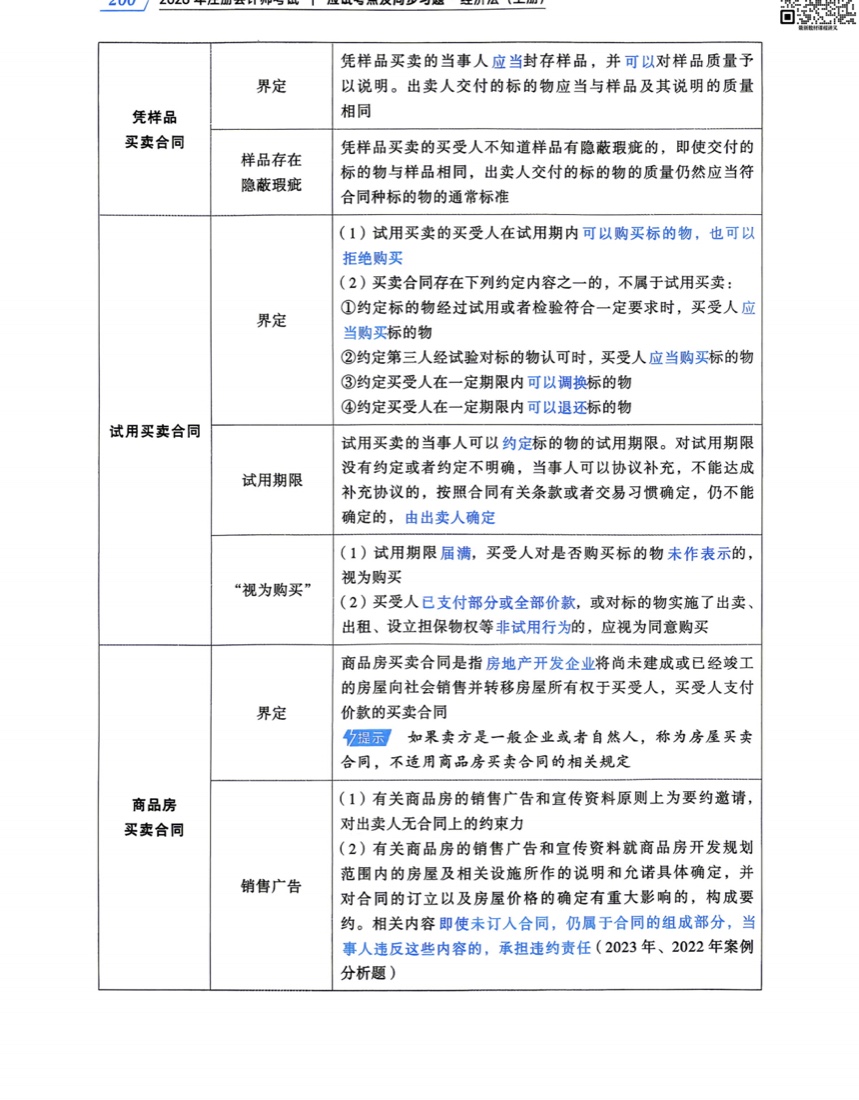 凭样品
买卖合同
界定
凭样品买卖的当事人应当封存样品，并可以对样品质量予
以说明。出卖人交付的标的物应当与样品及其说明的质量
相同
样品存在
隐蔽瑕疵
凭样品买卖的买受人不知道样品有隐蔽瑕疵的，即使交付的
标的物与样品相同，出卖人交付的标的物的质量仍然应当符
合同种标的物的通常标准
试用买卖合同
界定
（1）试用买卖的买受人在试用期内可以购买标的物，也可以
拒绝购买
（2）买卖合同存在下列约定内容之一的，不属于试用买卖：
①约定标的物经过试用或者检验符合一定要求时，买受人应
当购买标的物
②约定第三人经试验对标的物认可时，买受人应当购买标的物
③约定买受人在一定期限内可以调换标的物
④约定买受人在一定期限内可以退还标的物
试用期限
试用买卖的当事人可以约定标的物的试用期限。对试用期限
没有约定或者约定不明确，当事人可以协议补充，不能达成
补充协议的，按照合同有关条款或者交易习惯确定，仍不能
确定的，由出卖人确定
“视为购买”
（1）试用期限届满，买受人对是否购买标的物未作表示的，
视为购买
（2）买受人已支付部分或全部价款，或对标的物实施了出卖、
出租、设立担保物权等非试用行为的，应视为同意购买
商品房
买卖合同
界定
商品房买卖合同是指房地产开发企业将尚未建成或已经竣工
的房屋向社会销售并转移房屋所有权于买受人，买受人支付
价款的买卖合同
提示 如果卖方是一般企业或者自然人，称为房屋买卖
合同，不适用商品房买卖合同的相关规定
销售广告
（1）有关商品房的销售广告和宣传资料原则上为要约邀请，
对出卖人无合同上的约束力
（2）有关商品房的销售广告和宣传资料就商品房开发规划
范围内的房屋及相关设施所作的说明和允诺具体确定，并
对合同的订立以及房屋价格的确定有重大影响的，构成要
约。相关内容即使未订人合同，仍属于合同的组成部分，当
事人违反这些内容的，承担违约责任（2023 年、2022 年案例
分析题）